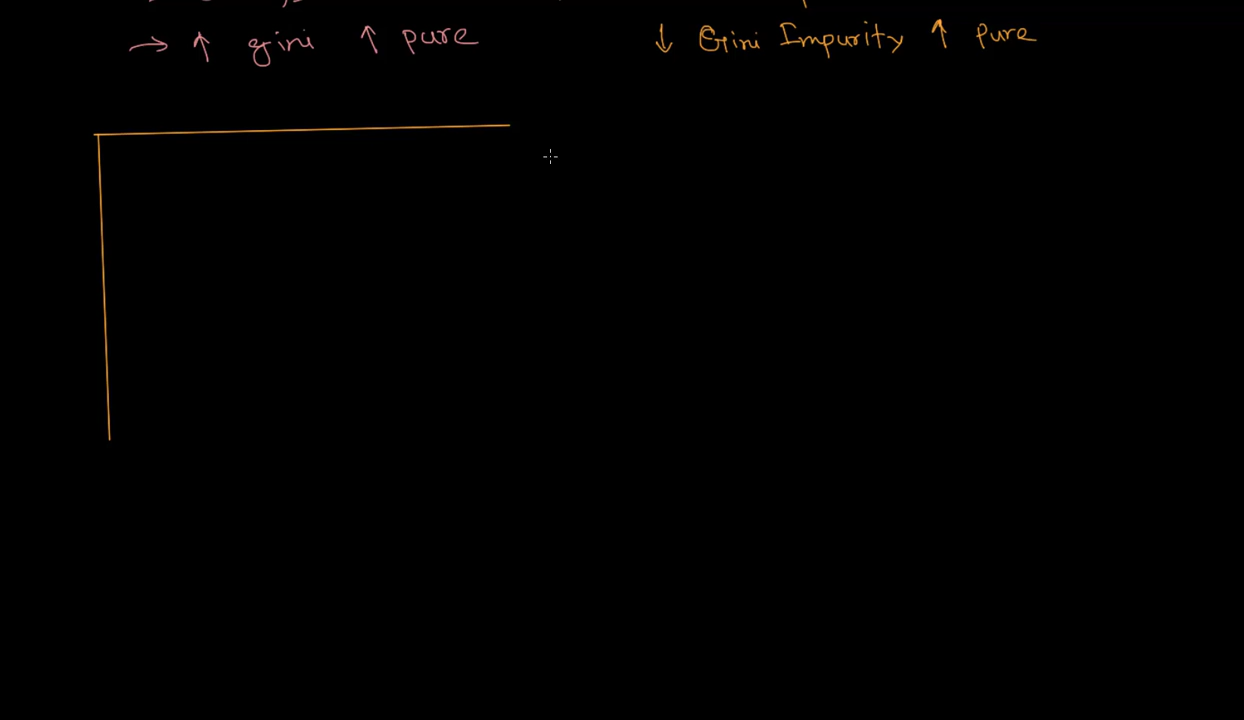 → ↑ gini ↑ pure
↓ Gini Impurity ↑ Pure